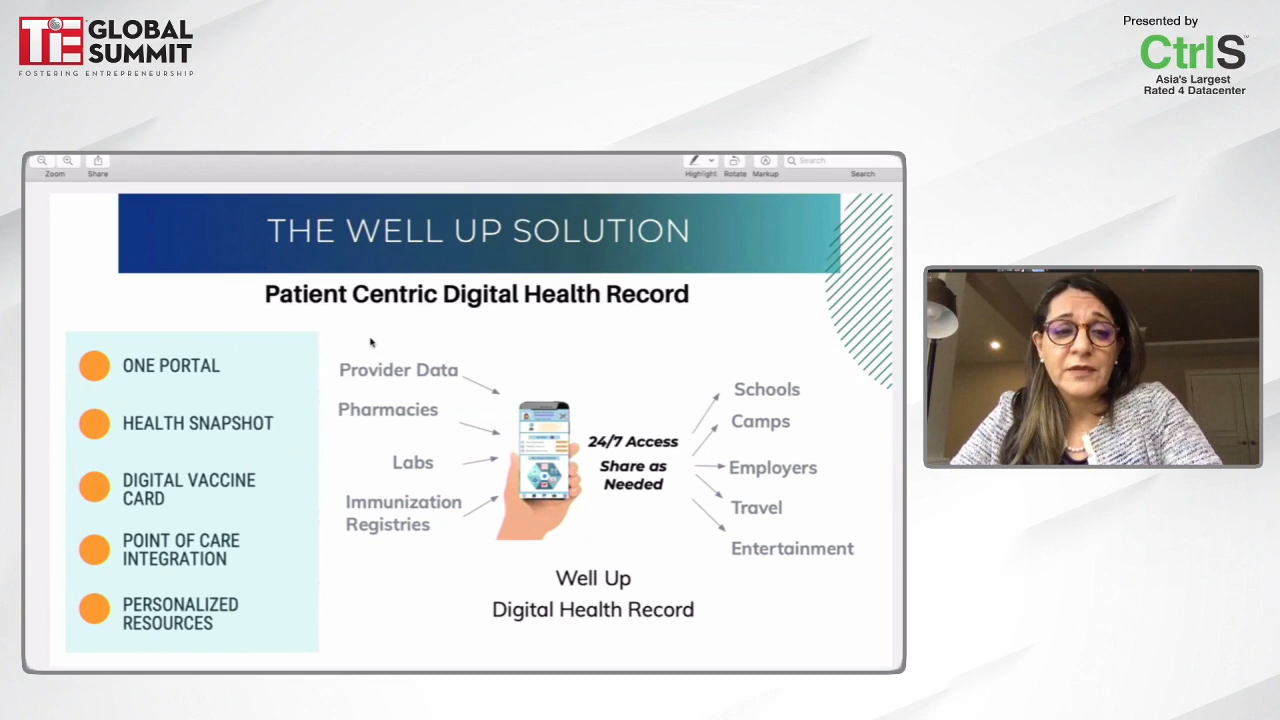 TiE GLOBAL
SUMMIT
FOSTERING ENTREPRENEURSHIP
Presented by
CtrlS™
Asia's Largest
Rated 4 Datacenter
Zoom
Share
Highlight
Rotate
Markup
Search
Search
THE WELL UP SOLUTION
Patient Centric Digital Health Record
ONE PORTAL
HEALTH SNAPSHOT
DIGITAL VACCINE
CARD
POINT OF CARE
INTEGRATION
PERSONALIZED
RESOURCES
Provider Data
Pharmacies
Labs
Immunization
Registries
24/7 Access
Share as
Needed
Schools
Camps
Employers
Travel
Entertainment
Well Up
Digital Health Record